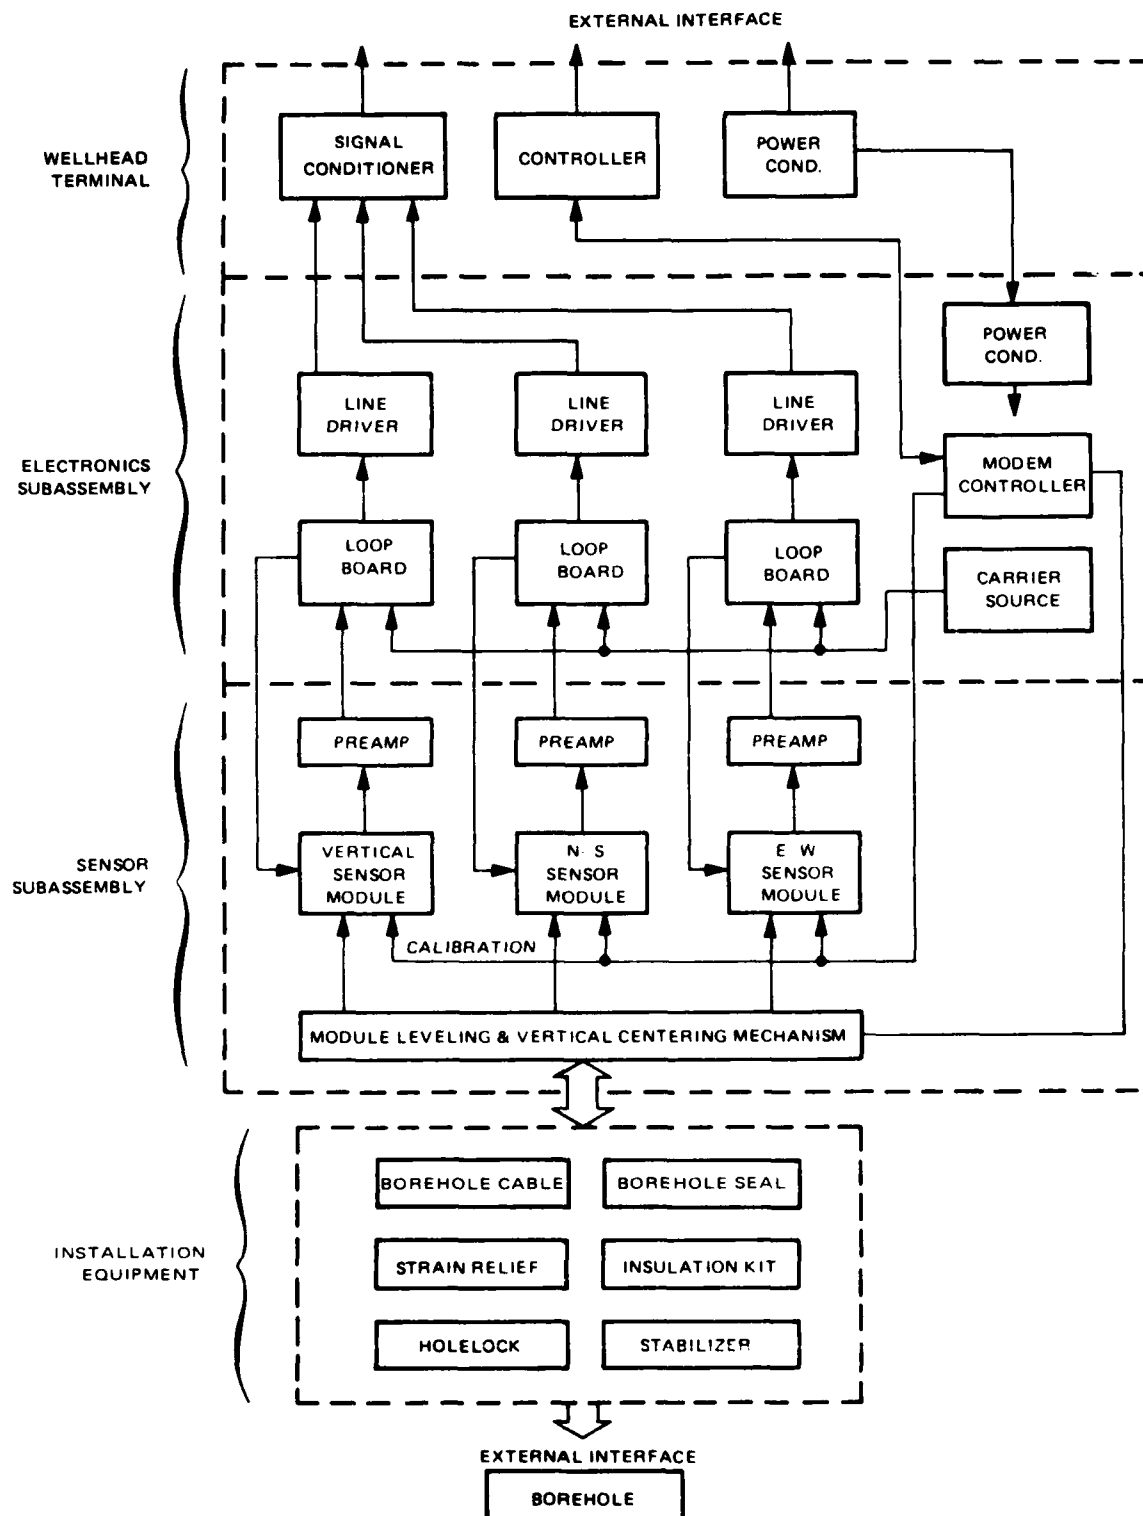 EXTERNAL INTERFACE
WELLHEAD
TERMINAL
SIGNAL
CONDITIONER
CONTROLLER
POWER
COND.
POWER
COND.
ELECTRONICS
SUBASSEMBLY
LINE
DRIVER
LINE
DRIVER
LINE
DRIVER
MODEM
CONTROLLER
LOOP
BOARD
LOOP
BOARD
LOOP
BOARD
CARRIER
SOURCE
SENSOR
SUBASSEMBLY
PREAMP
PREAMP
PREAMP
VERTICAL
SENSOR
MODULE
N-S
SENSOR
MODULE
E W
SENSOR
MODULE
CALIBRATION
MODULE LEVELING & VERTICAL CENTERING MECHANISM
INSTALLATION
EQUIPMENT
BOREHOLE CABLE
BOREHOLE SEAL
STRAIN RELIEF
INSULATION KIT
HOLELOCK
STABILIZER
EXTERNAL INTERFACE
BOREHOLE